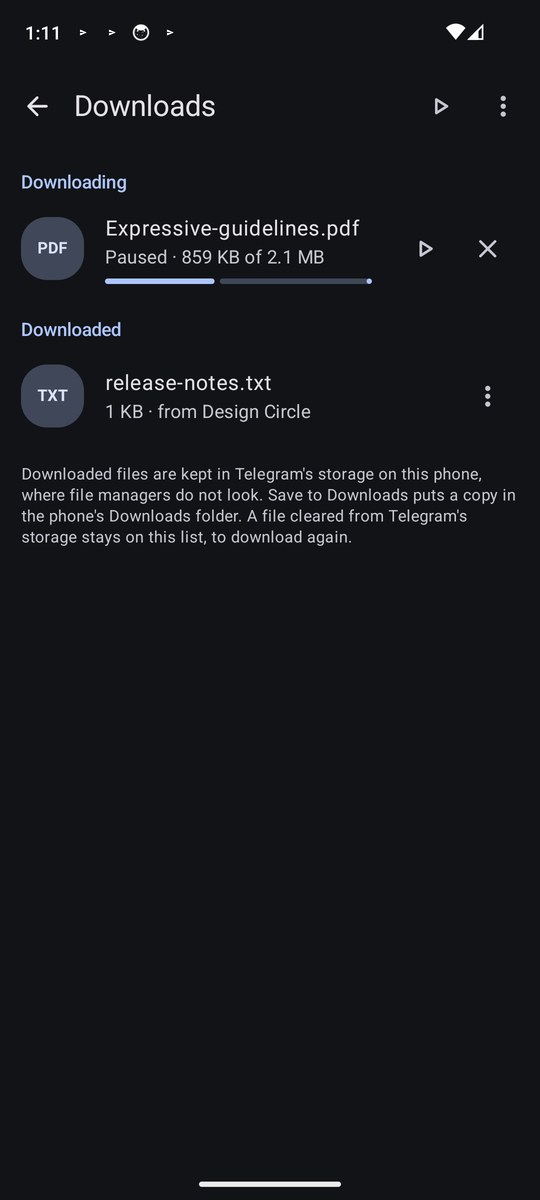 1:11
Downloads
Downloading
PDF
Expressive-guidelines.pdf
Paused · 859 KB of 2.1 MB
Downloaded
TXT
release-notes.txt
1 KB · from Design Circle
Downloaded files are kept in Telegram's storage on this phone,
where file managers do not look. Save to Downloads puts a copy in
the phone's Downloads folder. A file cleared from Telegram's
storage stays on this list, to download again.